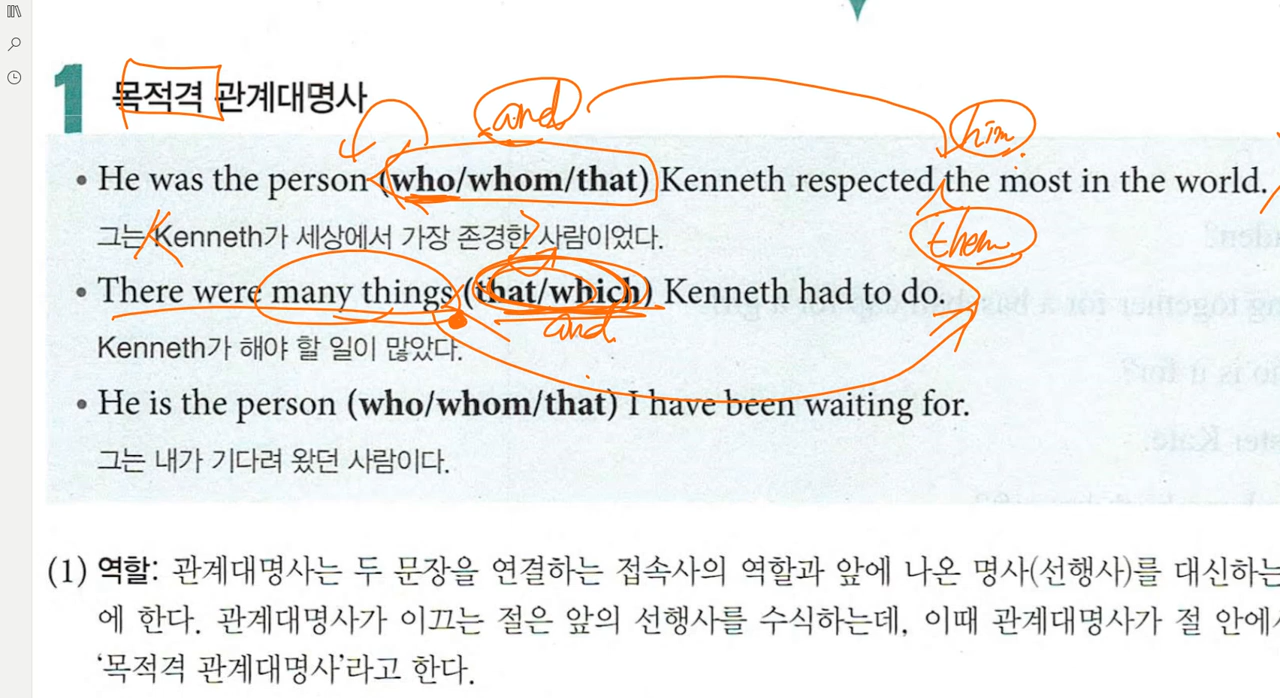 1 목적격 관계대명사
and
him
• He was the person (who/whom/that) Kenneth respected the most in the world.
그는 Kenneth가 세상에서 가장 존경한 사람이었다.
K
them
• There were many things (that/which) Kenneth had to do.
and
Kenneth가 해야 할 일이 많았다.
• He is the person (who/whom/that) I have been waiting for.
그는 내가 기다려 왔던 사람이다.
(1) 역할: 관계대명사는 두 문장을 연결하는 접속사의 역할과 앞에 나온 명사(선행사)를 대신하는
에 한다. 관계대명사가 이끄는 절은 앞의 선행사를 수식하는데, 이때 관계대명사가 절 안에서
‘목적격 관계대명사’라고 한다.